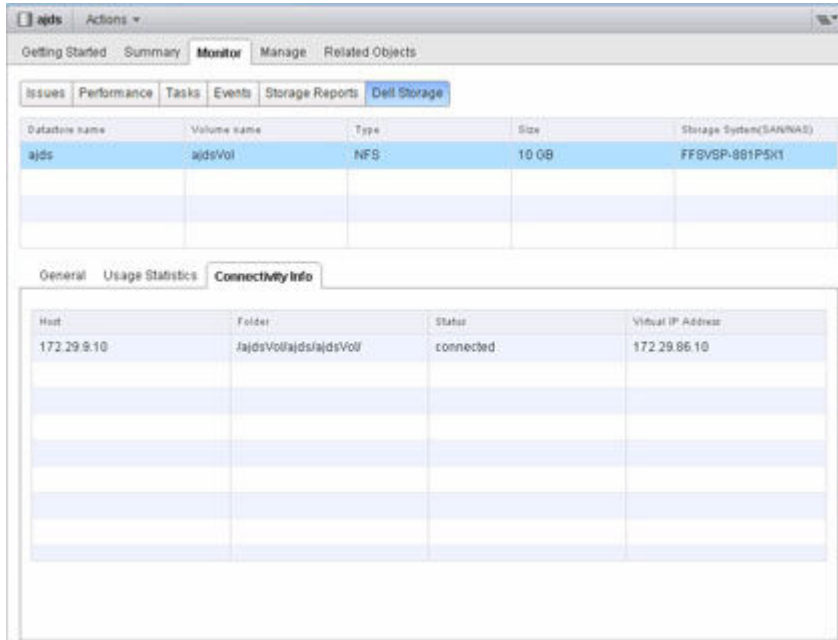 ajds Actions
Getting Started Summary Monitor Manage Related Objects
Issues Performance Tasks Events Storage Reports Dell Storage
Datastore name Volume name Type Size Storage System(SAN/NAS)
ajds ajdsVol NFS 10 GB FFSVSP-881P5X1
General Usage Statistics Connectivity Info
Host Folder Status Virtual IP Address
172.29.9.10 /ajdsVol/ajds/ajdsVol/ connected 172.29.86.10